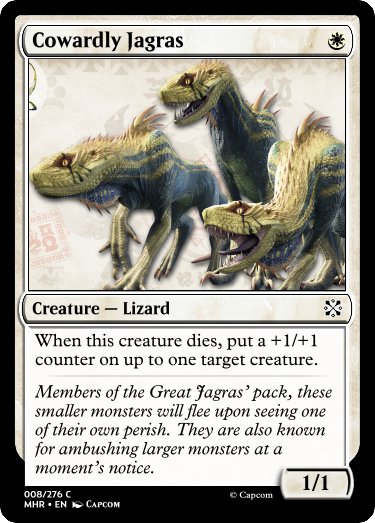 Cowardly Jagras
Creature — Lizard
When this creature dies, put a +1/+1
counter on up to one target creature.
Members of the Great Jagras' pack, these
smaller monsters will flee upon seeing one
of their own perish. They are also known
for ambushing larger monsters at a
moment's notice.
1/1
008/276 C
MHR • EN Capcom
© Capcom